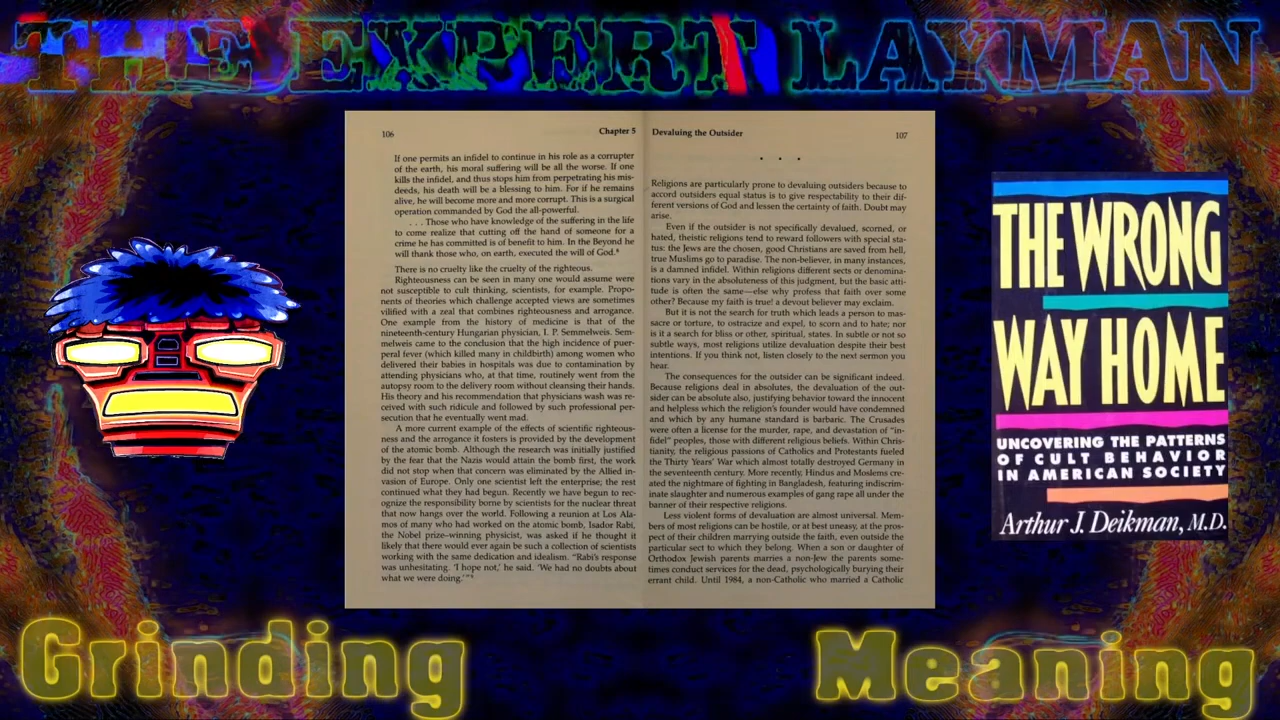 THE EXPERT LAYMAN
106
Chapter 5
If one permits an infidel to continue in his role as a corrupter
of the earth, his moral suffering will be all the worse. If one
kills the infidel, and thus stops him from perpetrating his mis-
deeds, his death will be a blessing to him. For if he remains
alive, he will become more and more corrupt. This is a surgical
operation commanded by God the all-powerful.
. . . Those who have knowledge of the suffering in the life
to come realize that cutting off the hand of someone for a
crime he has committed is of benefit to him. In the Beyond he
will thank those who, on earth, executed the will of God.⁸
There is no cruelty like the cruelty of the righteous.
Righteousness can be seen in many one would assume were
not susceptible to cult thinking, scientists, for example. Propo-
nents of theories which challenge accepted views are sometimes
vilified with a zeal that combines righteousness and arrogance.
One example from the history of medicine is that of the
nineteenth-century Hungarian physician, I. P. Semmelweis. Sem-
melweis came to the conclusion that the high incidence of puer-
peral fever (which killed many in childbirth) among women who
delivered their babies in hospitals was due to contamination by
attending physicians who, at that time, routinely went from the
autopsy room to the delivery room without cleansing their hands.
His theory and his recommendation that physicians wash was re-
ceived with such ridicule and followed by such professional per-
secution that he eventually went mad.
A more current example of the effects of scientific righteous-
ness and the arrogance it fosters is provided by the development
of the atomic bomb. Although the research was initially justified
by the fear that the Nazis would attain the bomb first, the work
did not stop when that concern was eliminated by the Allied in-
vasion of Europe. Only one scientist left the enterprise; the rest
continued what they had begun. Recently we have begun to rec-
ognize the responsibility borne by scientists for the nuclear threat
that now hangs over the world. Following a reunion at Los Ala-
mos of many who had worked on the atomic bomb, Isador Rabi,
the Nobel prize–winning physicist, was asked if he thought it
likely that there would ever again be such a collection of scientists
working with the same dedication and idealism. "Rabi's response
was unhesitating. 'I hope not,' he said. 'We had no doubts about
what we were doing.'"⁹
Devaluing the Outsider
107
. . .
Religions are particularly prone to devaluing outsiders because to
accord outsiders equal status is to give respectability to their dif-
ferent versions of God and lessen the certainty of faith. Doubt may
arise.
Even if the outsider is not specifically devalued, scorned, or
hated, theistic religions tend to reward followers with special sta-
tus: the Jews are the chosen, good Christians are saved from hell,
true Muslims go to paradise. The non-believer, in many instances,
is a damned infidel. Within religions different sects or denomina-
tions vary in the absoluteness of this judgment, but the basic atti-
tude is often the same—else why profess that faith over some
other? Because my faith is true! a devout believer may exclaim.
But it is not the search for truth which leads a person to mas-
sacre or torture, to ostracize and expel, to scorn and to hate; nor
is it a search for bliss or other, spiritual, states. In subtle or not so
subtle ways, most religions utilize devaluation despite their best
intentions. If you think not, listen closely to the next sermon you
hear.
The consequences for the outsider can be significant indeed.
Because religions deal in absolutes, the devaluation of the out-
sider can be absolute also, justifying behavior toward the innocent
and helpless which the religion's founder would have condemned
and which by any humane standard is barbaric. The Crusades
were often a license for the murder, rape, and devastation of "in-
fidel" peoples, those with different religious beliefs. Within Chris-
tianity, the religious passions of Catholics and Protestants fueled
the Thirty Years' War which almost totally destroyed Germany in
the seventeenth century. More recently, Hindus and Moslems cre-
ated the nightmare of fighting in Bangladesh, featuring indiscrim-
inate slaughter and numerous examples of gang rape all under the
banner of their respective religions.
Less violent forms of devaluation are almost universal. Mem-
bers of most religions can be hostile, or at best uneasy, at the pros-
pect of their children marrying outside the faith, even outside the
particular sect to which they belong. When a son or daughter of
Orthodox Jewish parents marries a non-Jew the parents some-
times conduct services for the dead, psychologically burying their
errant child. Until 1984, a non-Catholic who married a Catholic
THE WRONG
WAY HOME
UNCOVERING THE PATTERNS
OF CULT BEHAVIOR
IN AMERICAN SOCIETY
Arthur J. Deikman, M.D.
Grinding
Meaning